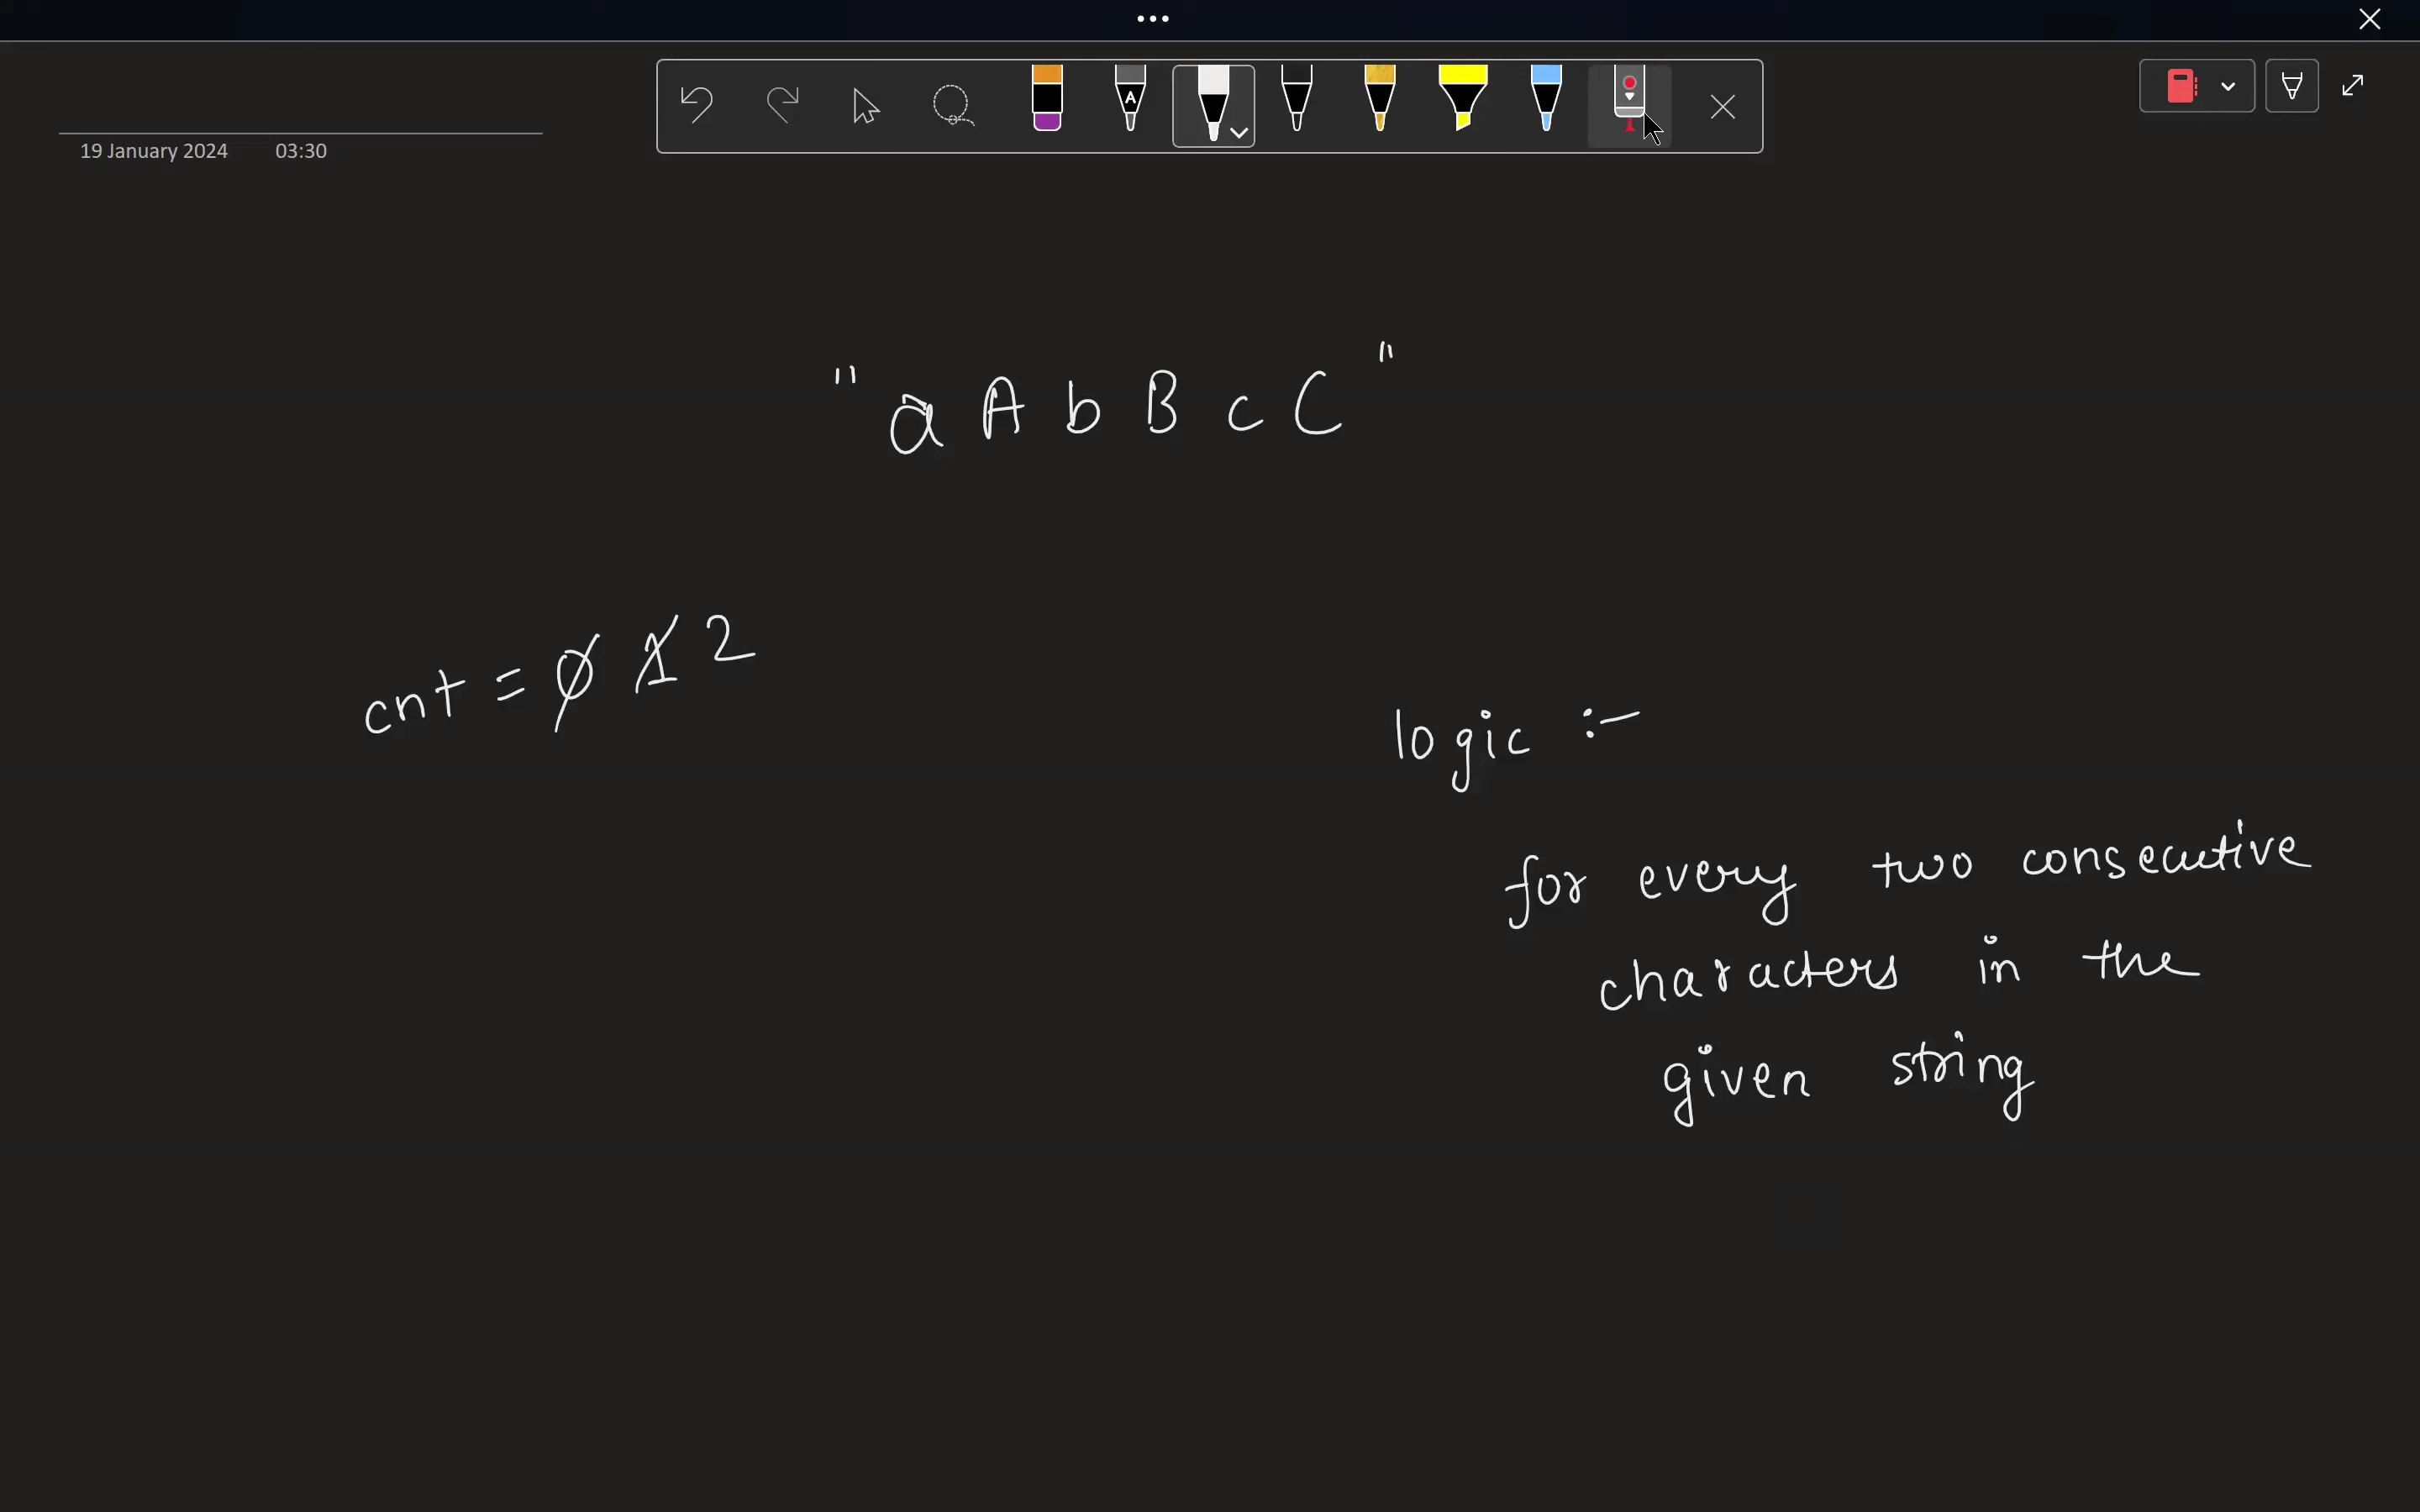 19 January 2024 03:30
"aAbBcC"
cnt = 0 1 2
logic :-
for every two consecutive
characters in the
given string